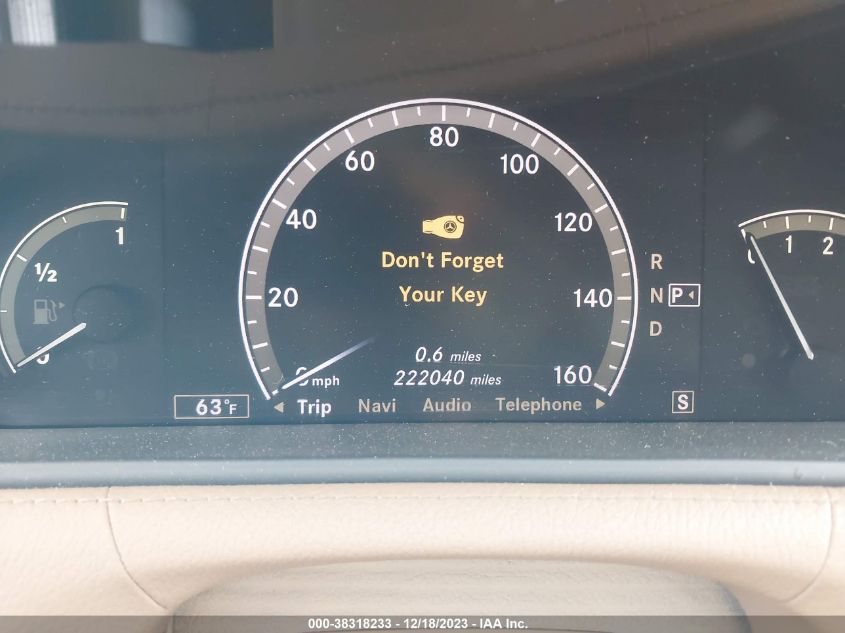 80
60 100
1 40 120 1 2
1/2 Don't Forget R
20 Your Key 140 N P
D
0.6 miles
0 mph 222040 miles 160
63°F Trip Navi Audio Telephone S
000-38318233 - 12/18/2023 - IAA Inc.